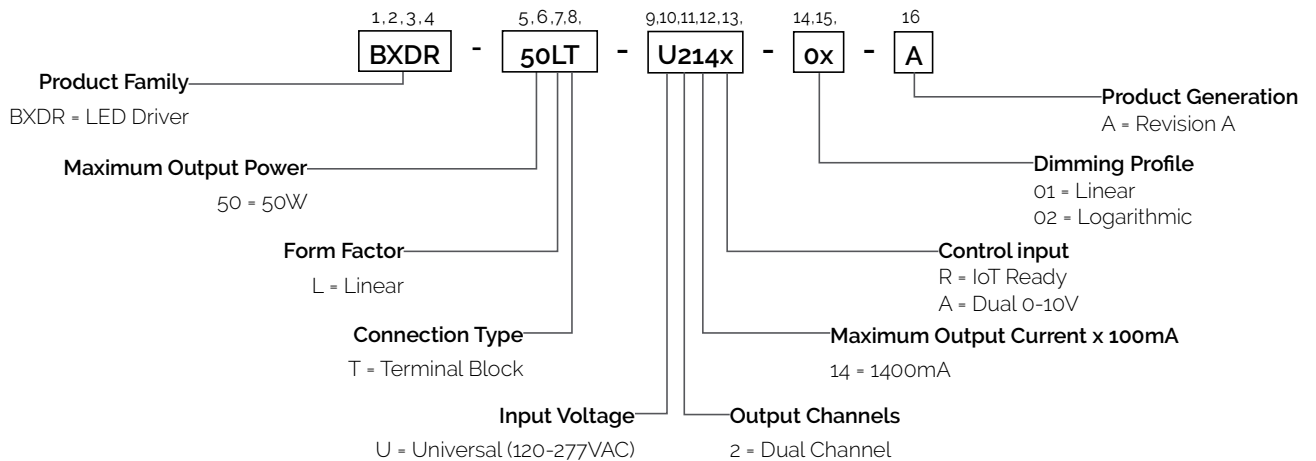 1,2,3,4 5,6,7,8, 9,10,11,12,13, 14,15, 16
BXDR - 50LT - U214x - 0x - A
Product Family
BXDR = LED Driver
Product Generation
A = Revision A
Maximum Output Power
50 = 50W
Dimming Profile
01 = Linear
02 = Logarithmic
Form Factor
L = Linear
Control input
R = IoT Ready
A = Dual 0-10V
Connection Type
T = Terminal Block
Maximum Output Current x 100mA
14 = 1400mA
Input Voltage
U = Universal (120-277VAC)
Output Channels
2 = Dual Channel